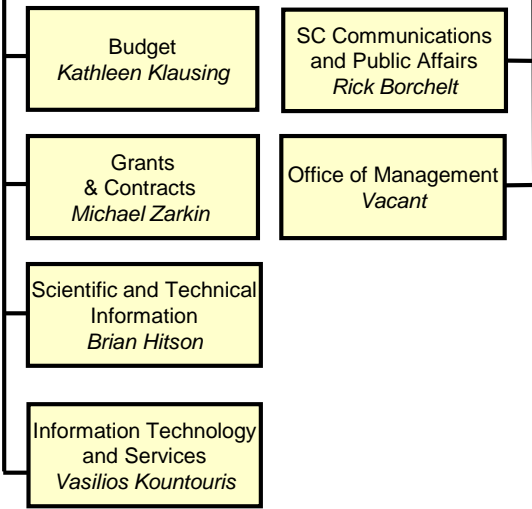 Budget
Kathleen Klausing
Grants
& Contracts
Michael Zarkin
Scientific and Technical
Information
Brian Hitson
Information Technology
and Services
Vasilios Kountouris
SC Communications
and Public Affairs
Rick Borchelt
Office of Management
Vacant